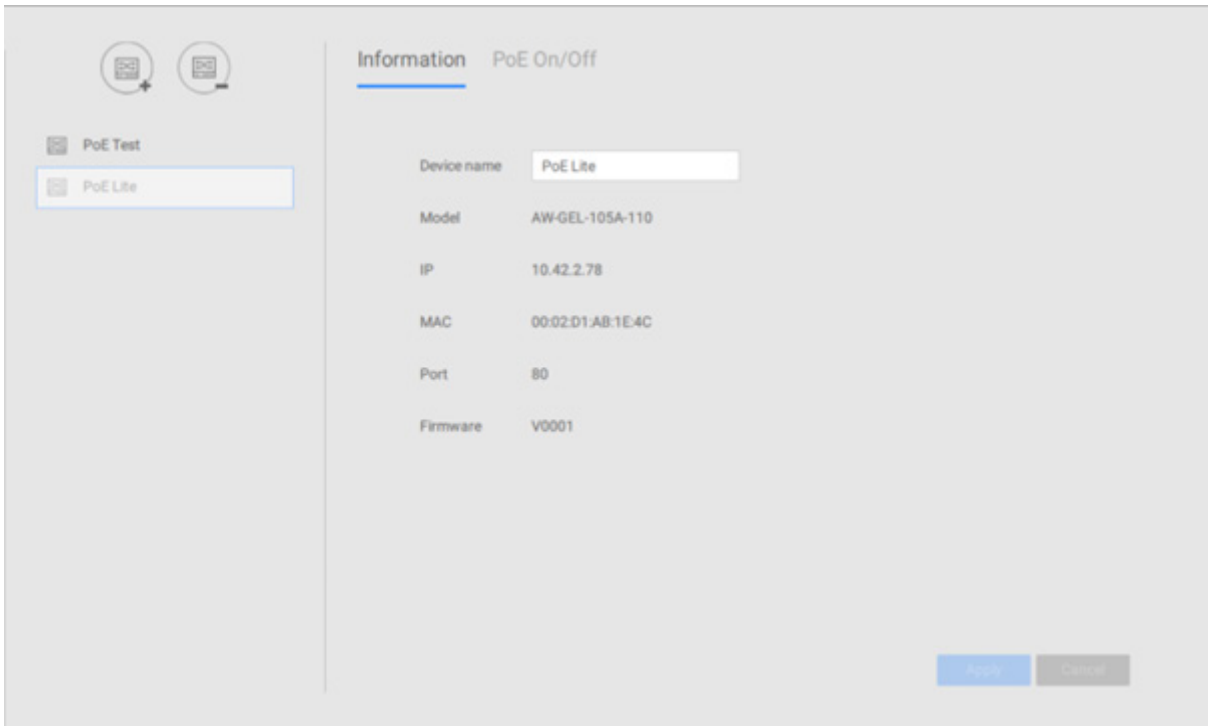 Information PoE On/Off
PoE Test
PoE Lite
Device name PoE Lite
Model AW-GEL-105A-110
IP 10.42.2.78
MAC 00:02:D1:AB:1E:4C
Port 80
Firmware V0001
Apply Cancel